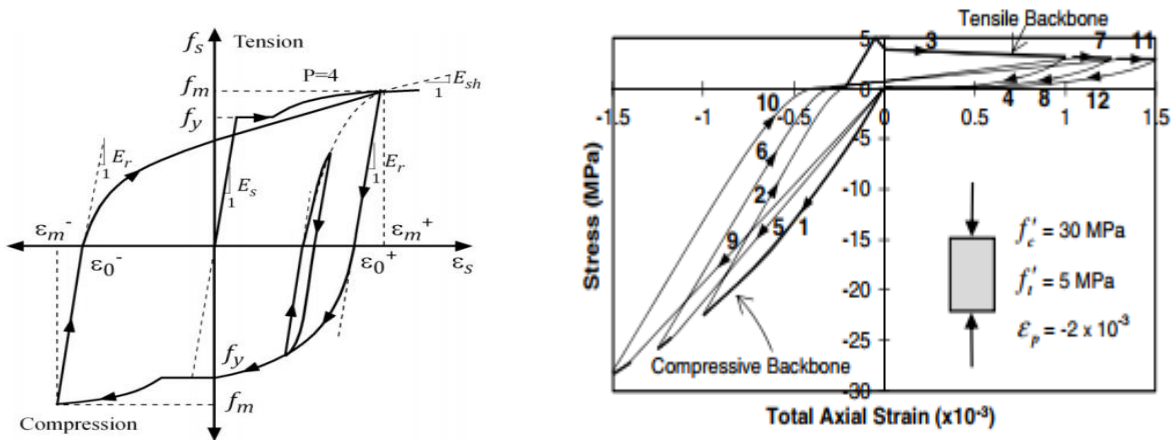 f_s Tension
P=4
E_sh
1
f_m
f_y
E_r
1
E_s
1
E_r
1
ε_m^-
ε_0^-
ε_0^+
ε_m^+
ε_s
f_y
f_m
Compression
Tensile Backbone
5
3
7
11
0
10
4
8
12
-1.5
-1
-0.5
0
0.5
1
1.5
6
2
9
5
1
-5
-10
-15
-20
-25
-30
Stress (MPa)
f'_c = 30 MPa
f'_t = 5 MPa
ε_p = -2 x 10^-3
Compressive Backbone
Total Axial Strain (x10^-3)